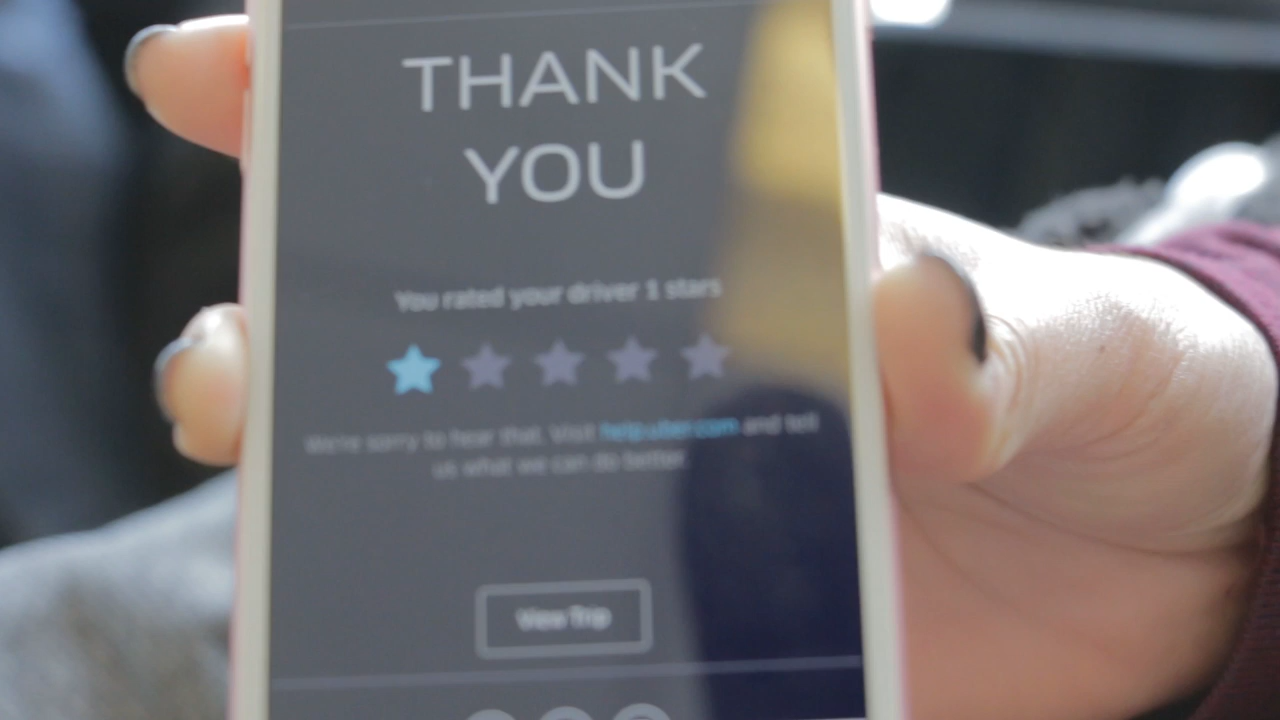 THANK
YOU
You rated your driver 1 stars
We're sorry to hear that. Visit help.uber.com and tell
us what we can do better.
View Trip